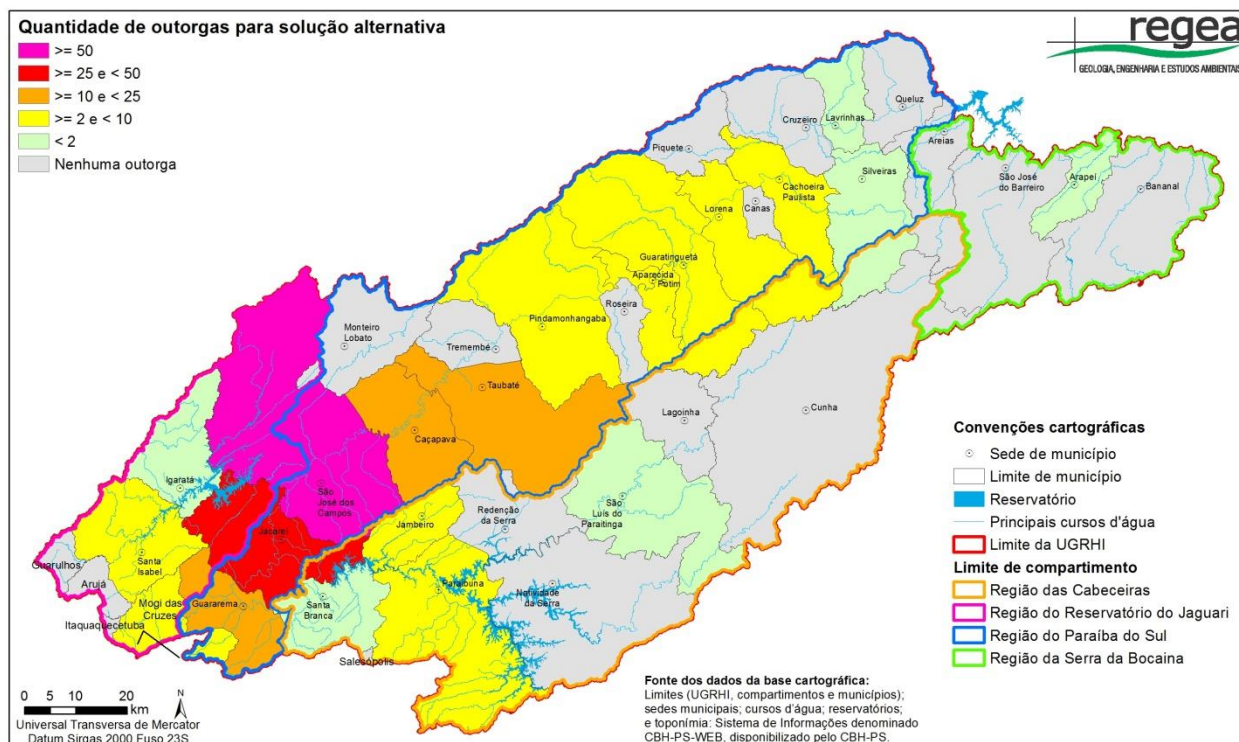 Quantidade de outorgas para solução alternativa
>= 50
>= 25 e < 50
>= 10 e < 25
>= 2 e < 10
< 2
Nenhuma outorga
regea
GEOLOGIA, ENGENHARIA E ESTUDOS AMBIENTAIS
Queluz
Lavrinhas
Cruzeiro
Areias
Piquete
São José
do Barreiro
Arapeí
Bananal
Silveiras
Cachoeira
Paulista
Canas
Lorena
Guaratinguetá
Aparecida
Potim
Roseira
Pindamonhangaba
Monteiro
Lobato
Tremembé
Taubaté
Caçapava
Lagoinha
Cunha
São
Luís do
Paraitinga
Igaratá
São
José dos
Campos
Jacareí
Jambeiro
Redenção
da Serra
Santa
Isabel
Guarulhos
Arujá
Mogi das
Cruzes
Itaquaquecetuba
Guararema
Santa
Branca
Paraibuna
Natividade
da Serra
Salesópolis
Convenções cartográficas
Sede de município
Limite de município
Reservatório
Principais cursos d'água
Limite da UGRHI
Limite de compartimento
Região das Cabeceiras
Região do Reservatório do Jaguari
Região do Paraíba do Sul
Região da Serra da Bocaina
0 5 10 20
km
N
Universal Transversa de Mercator
Datum Sirgas 2000 Fuso 23S
Fonte dos dados da base cartográfica:
Limites (UGRHI, compartimentos e municípios);
sedes municipais; cursos d'água; reservatórios;
e toponímia: Sistema de Informações denominado
CBH-PS-WEB, disponibilizado pelo CBH-PS.